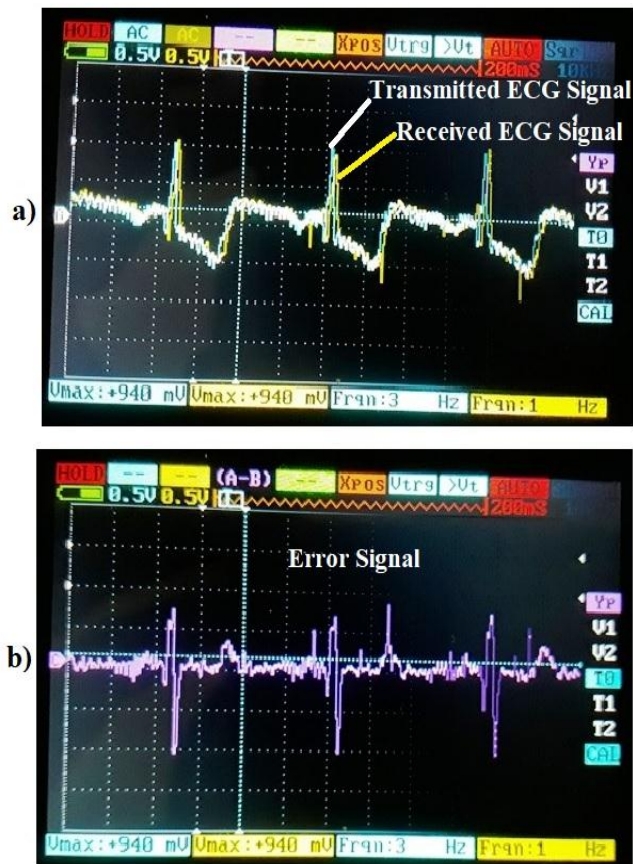 a)
HOLD AC AC -- -- Xpos Vtrg >Vt AUTO
0.5V 0.5V 200mS
Transmitted ECG Signal
Received ECG Signal
Yp
V1
V2
T0
T1
T2
CAL
Vmax:+940 mV Vmax:+940 mV Frqn:3 Hz Frqn:1 Hz
b)
HOLD -- -- (A-B) -- Xpos Vtrg >Vt AUTO
0.5V 0.5V 200mS
Error Signal
Yp
V1
V2
T0
T1
T2
CAL
Vmax:+940 mV Vmax:+940 mV Frqn:3 Hz Frqn:1 Hz